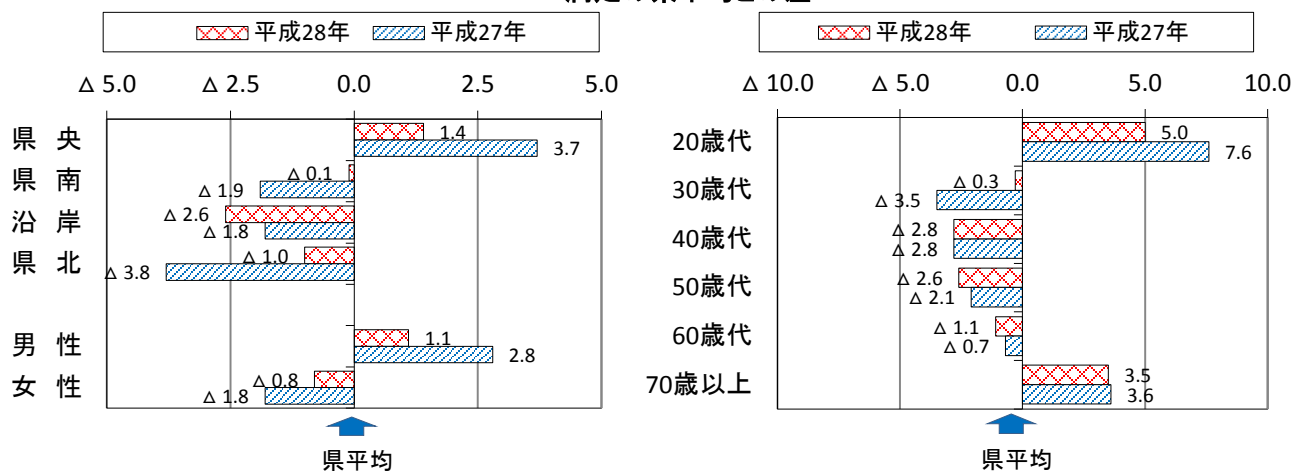 平成28年 平成27年
△ 5.0 △ 2.5 0.0 2.5 5.0
県 央 1.4
3.7
県 南 △ 0.1
△ 1.9
沿 岸 △ 2.6
△ 1.8
県 北 △ 1.0
△ 3.8
男 性 1.1
2.8
女 性 △ 0.8
△ 1.8
県平均
平成28年 平成27年
△ 10.0 △ 5.0 0.0 5.0 10.0
20歳代 5.0
7.6
30歳代 △ 0.3
△ 3.5
40歳代 △ 2.8
△ 2.8
50歳代 △ 2.6
△ 2.1
60歳代 △ 1.1
△ 0.7
70歳以上 3.5
3.6
県平均